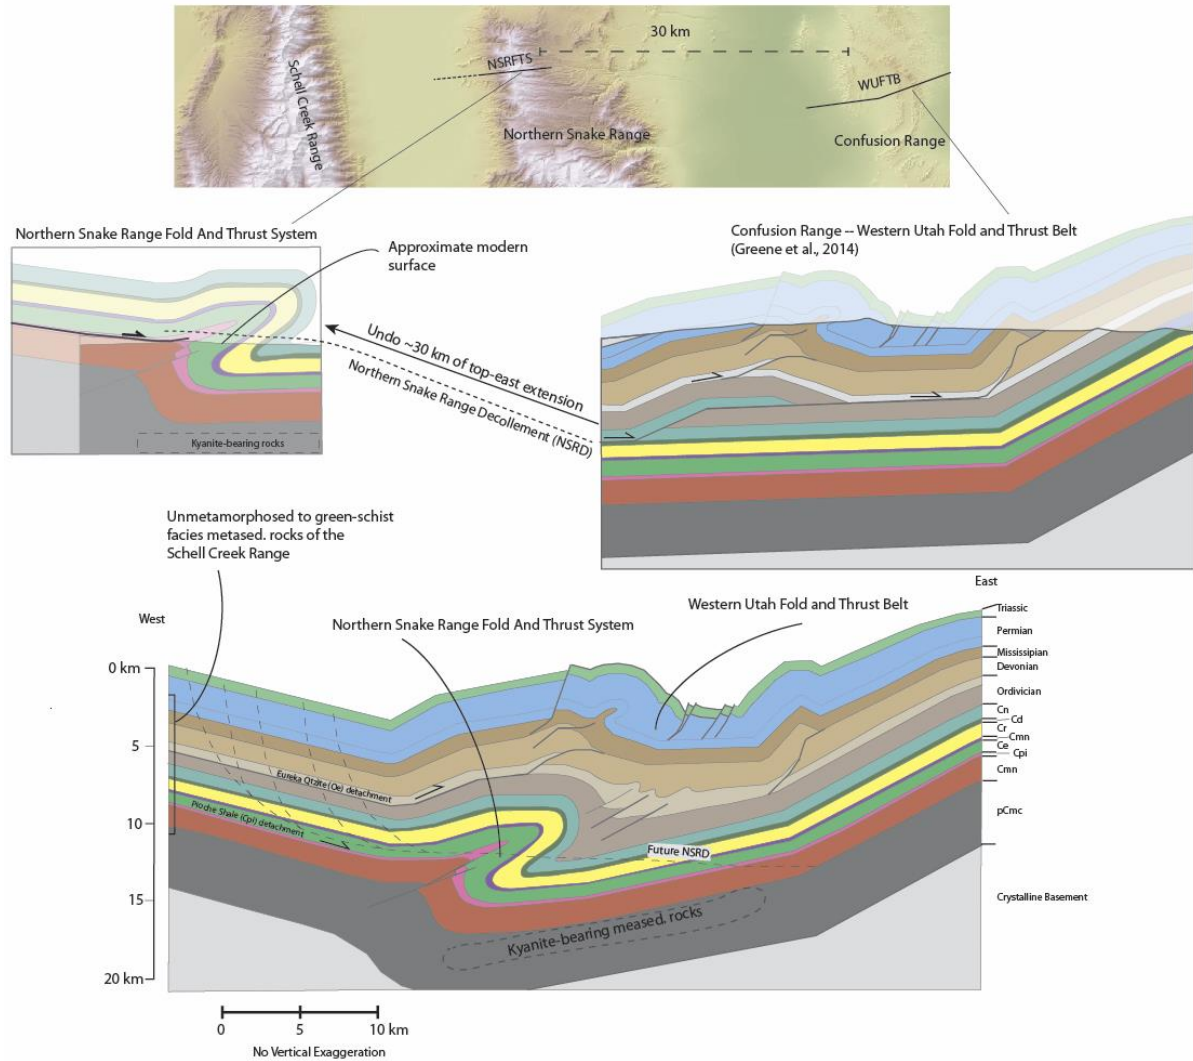 30 km
NSRFTS
WUFTB
Schell Creek Range
Northern Snake Range
Confusion Range
Northern Snake Range Fold And Thrust System
Approximate modern
surface
Confusion Range -- Western Utah Fold and Thrust Belt
(Greene et al., 2014)
Undo ~30 km of top-east extension
Northern Snake Range Decollement (NSRD)
Kyanite-bearing rocks
Unmetamorphosed to green-schist
facies metased. rocks of the
Schell Creek Range
West
East
Northern Snake Range Fold And Thrust System
Western Utah Fold and Thrust Belt
0 km
5
10
15
20 km
Eureka Qtzite (Oe) detachment
Pioche Shale (Cpi) detachment
Future NSRD
Kyanite-bearing meased. rocks
Triassic
Permian
Mississipian
Devonian
Ordivician
Cn
Cd
Cr
Cmn
Ce
Cpi
Cmn
pCmc
Crystalline Basement
0 5 10 km
No Vertical Exaggeration